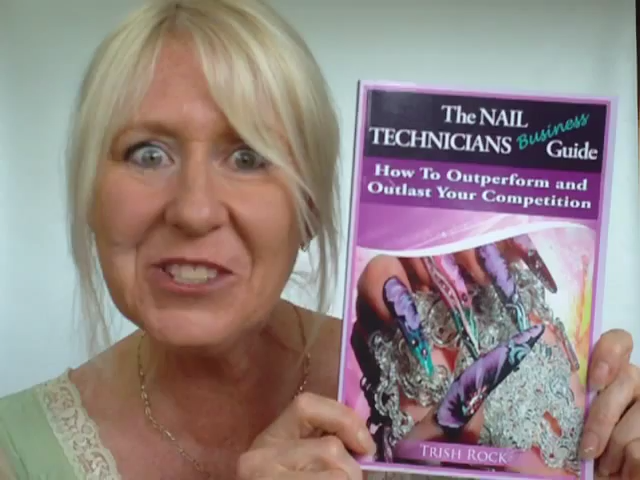 The NAIL
TECHNICIANS Business
Guide
How To Outperform and
Outlast Your Competition
TRISH ROCK